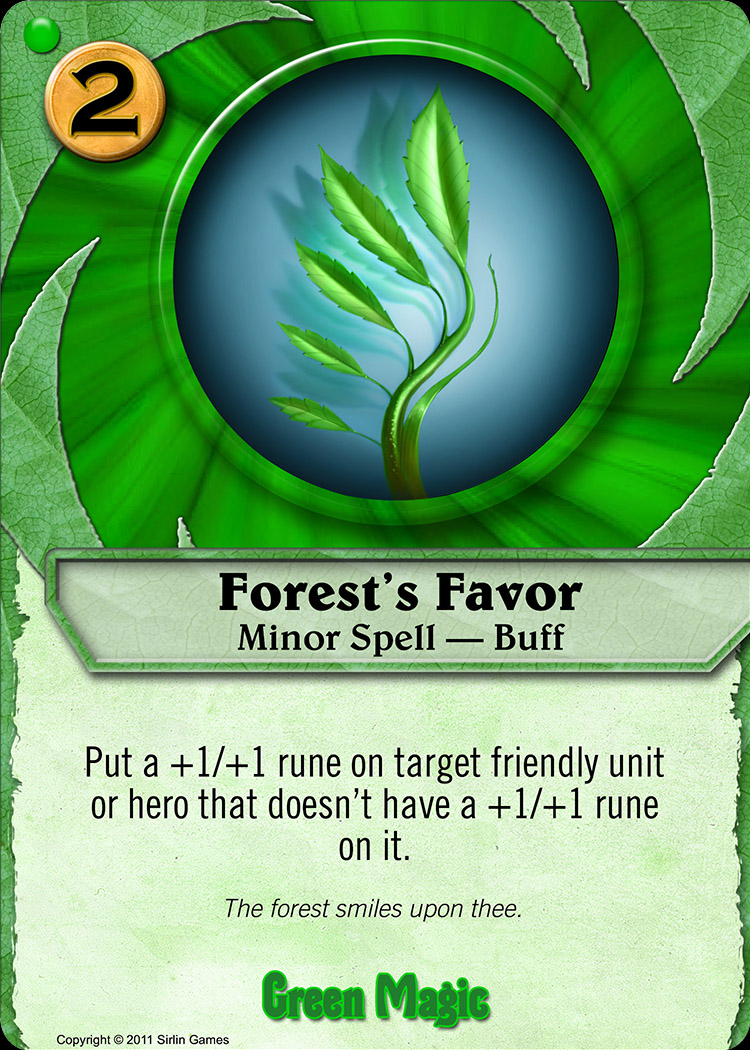 2
Forest's Favor
Minor Spell — Buff
Put a +1/+1 rune on target friendly unit
or hero that doesn't have a +1/+1 rune
on it.
The forest smiles upon thee.
Green Magic
Copyright © 2011 Sirlin Games